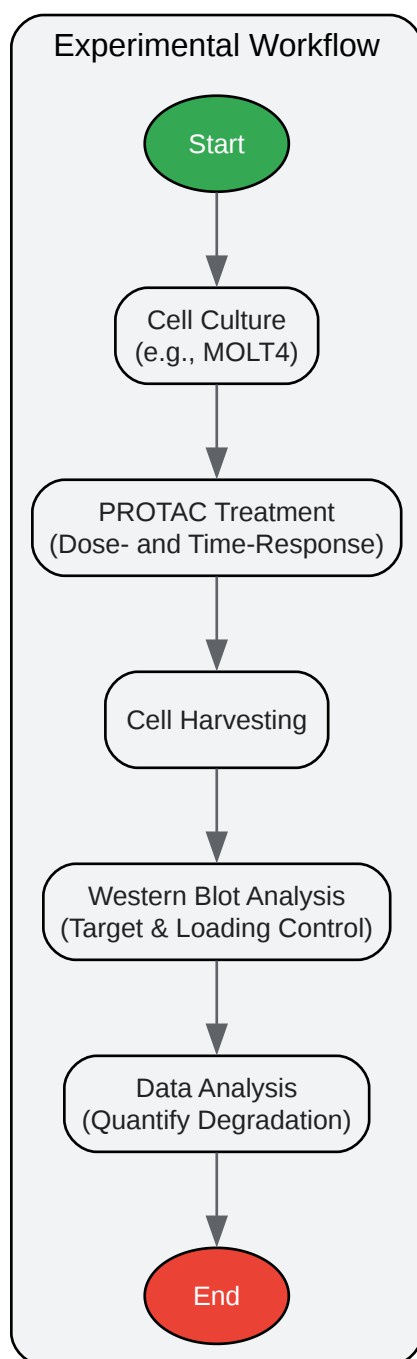 Experimental Workflow
Start
Cell Culture
(e.g., MOLT4)
PROTAC Treatment
(Dose- and Time-Response)
Cell Harvesting
Western Blot Analysis
(Target & Loading Control)
Data Analysis
(Quantify Degradation)
End